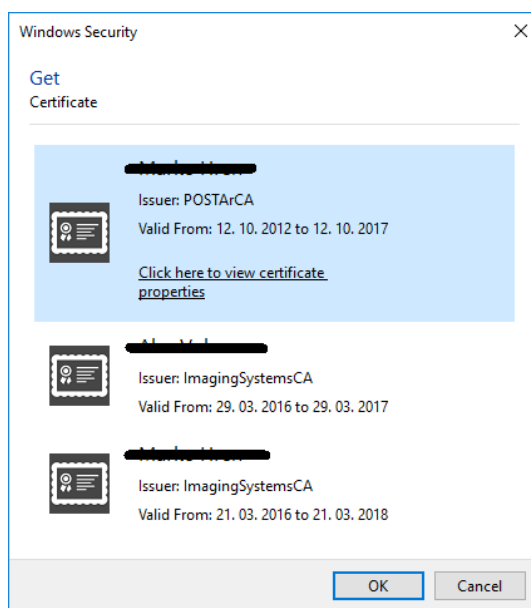 Windows Security
Get
Certificate
Issuer: POSTArCA
Valid From: 12. 10. 2012 to 12. 10. 2017
Click here to view certificate
properties
Issuer: ImagingSystemsCA
Valid From: 29. 03. 2016 to 29. 03. 2017
Issuer: ImagingSystemsCA
Valid From: 21. 03. 2016 to 21. 03. 2018
OK Cancel